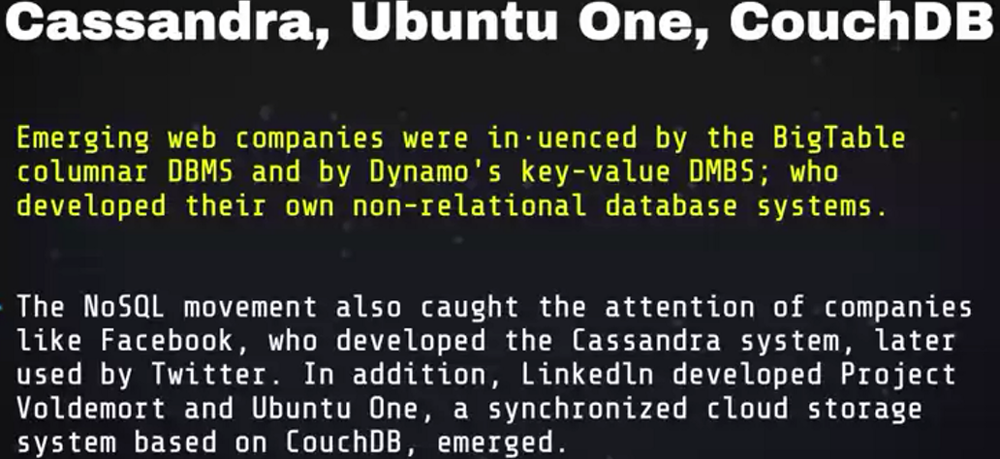 Cassandra, Ubuntu One, CouchDB
Emerging web companies were in·uenced by the BigTable
columnar DBMS and by Dynamo's key-value DMBS; who
developed their own non-relational database systems.
The NoSQL movement also caught the attention of companies
like Facebook, who developed the Cassandra system, later
used by Twitter. In addition, Linkedln developed Project
Voldemort and Ubuntu One, a synchronized cloud storage
system based on CouchDB, emerged.